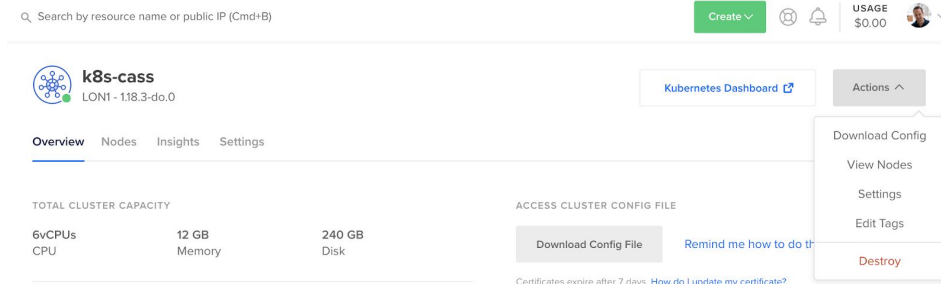 Search by resource name or public IP (Cmd+B)
Create
USAGE
$0.00
k8s-cass
LON1 - 1.18.3-do.0
Kubernetes Dashboard
Actions
Download Config
View Nodes
Settings
Edit Tags
Destroy
Overview Nodes Insights Settings
TOTAL CLUSTER CAPACITY
6vCPUs 12 GB 240 GB
CPU Memory Disk
ACCESS CLUSTER CONFIG FILE
Download Config File Remind me how to do th
Certificates expire after 7 days. How do I update my certificate?